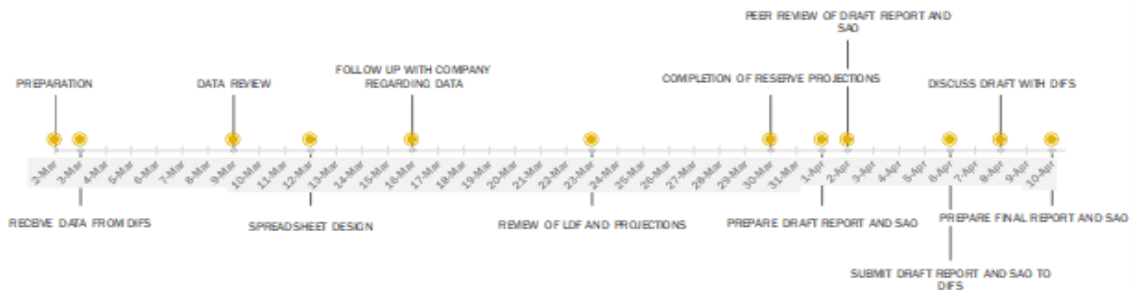 PEER REVIEW OF DRAFT REPORT AND
SAO
FOLLOW UP WITH COMPANY
REGARDING DATA
PREPARATION
DATA REVIEW
COMPLETION OF RESERVE PROJECTIONS
DISCUSS DRAFT WITH DIFS
2-Mar
3-Mar
4-Mar
5-Mar
6-Mar
7-Mar
8-Mar
9-Mar
10-Mar
11-Mar
12-Mar
13-Mar
14-Mar
15-Mar
16-Mar
17-Mar
18-Mar
19-Mar
20-Mar
21-Mar
22-Mar
23-Mar
24-Mar
25-Mar
26-Mar
27-Mar
28-Mar
29-Mar
30-Mar
31-Mar
1-Apr
2-Apr
3-Apr
4-Apr
5-Apr
6-Apr
7-Apr
8-Apr
9-Apr
10-Apr
RECEIVE DATA FROM DIFS
SPREADSHEET DESIGN
REVIEW OF LDF AND PROJECTIONS
PREPARE DRAFT REPORT AND SAO
PREPARE FINAL REPORT AND SAO
SUBMIT DRAFT REPORT AND SAO TO
DIFS